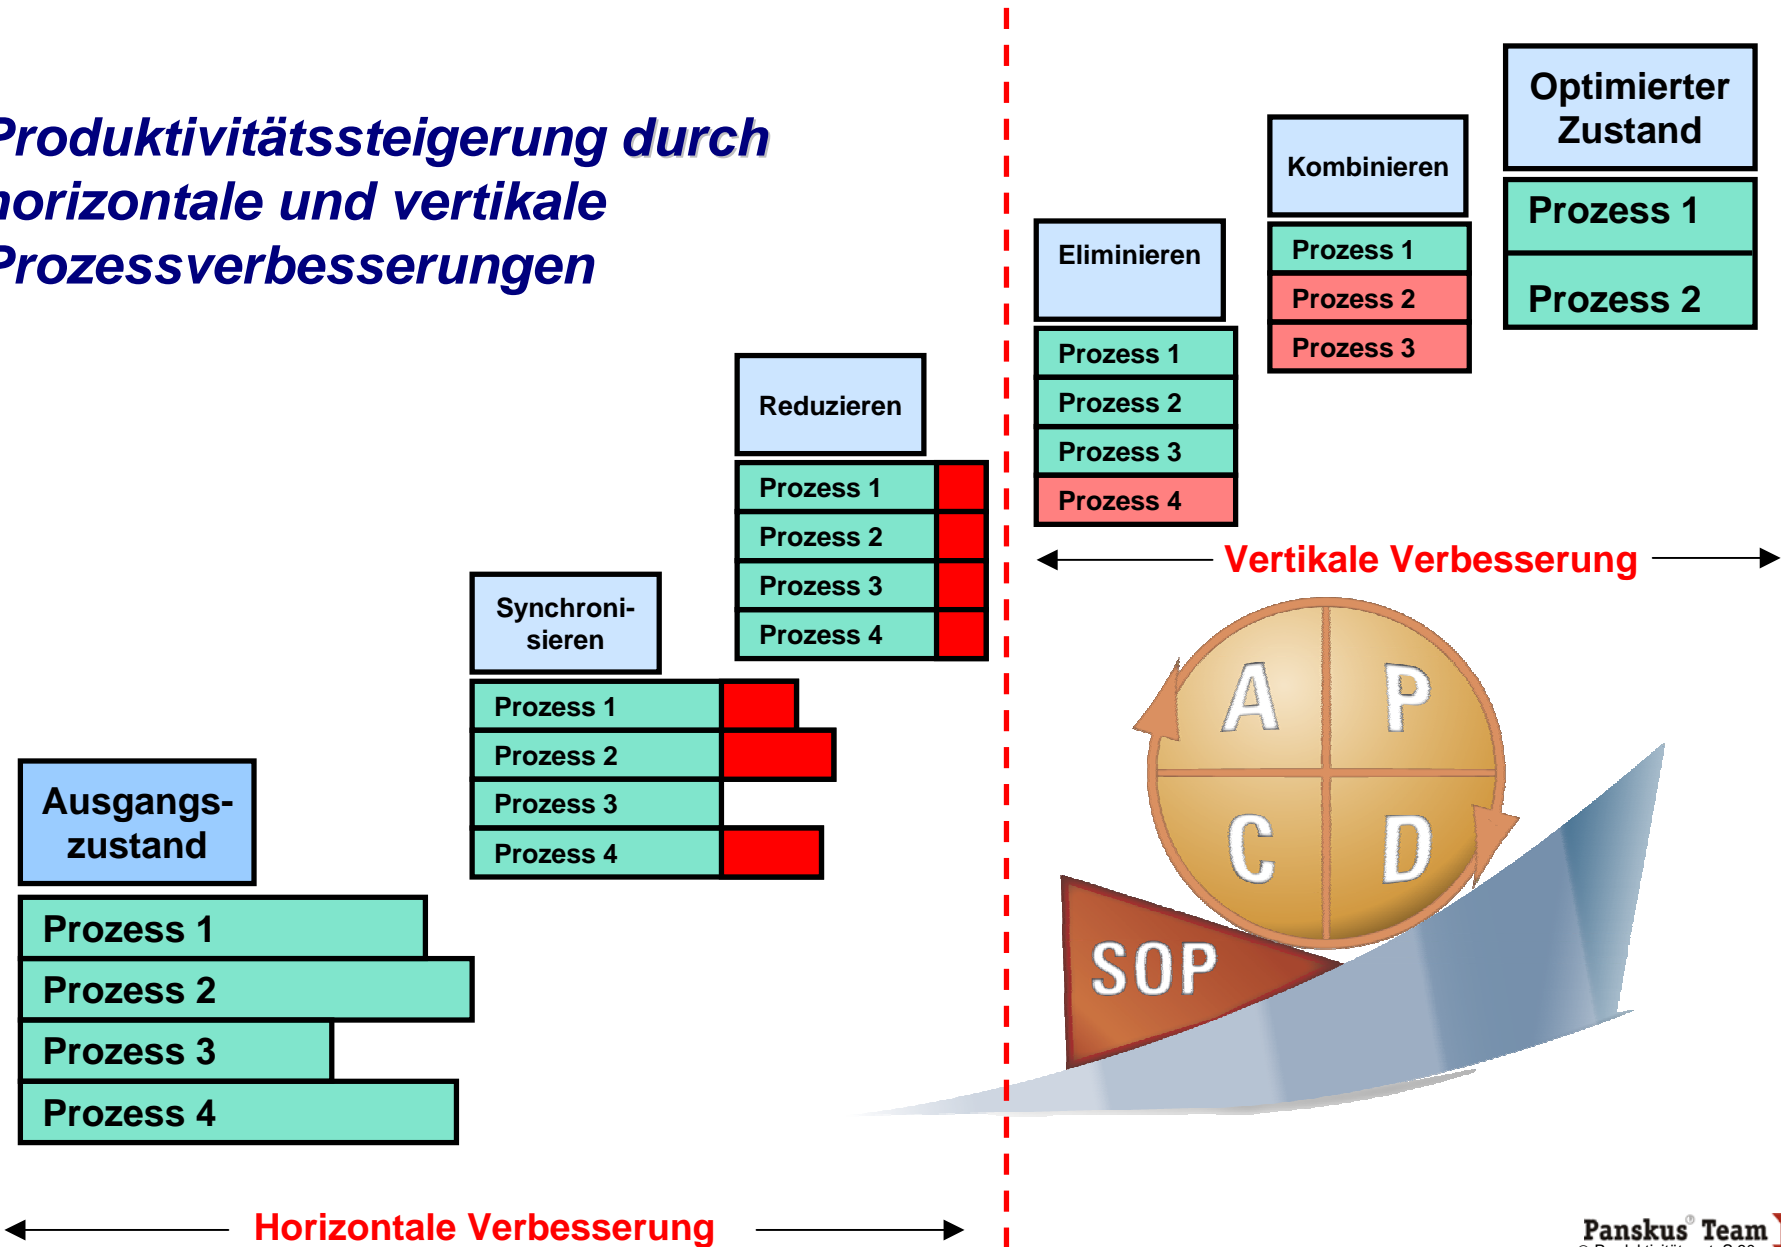 Produktivitätssteigerung durch
horizontale und vertikale
Prozessverbesserungen
Optimierter
Zustand
Prozess 1
Prozess 2
Kombinieren
Prozess 1
Prozess 2
Prozess 3
Eliminieren
Prozess 1
Prozess 2
Prozess 3
Prozess 4
Reduzieren
Prozess 1
Prozess 2
Prozess 3
Prozess 4
Vertikale Verbesserung
Synchroni-
sieren
Prozess 1
Prozess 2
Prozess 3
Prozess 4
A P
C D
SOP
Ausgangs-
zustand
Prozess 1
Prozess 2
Prozess 3
Prozess 4
Horizontale Verbesserung
Panskus® Team